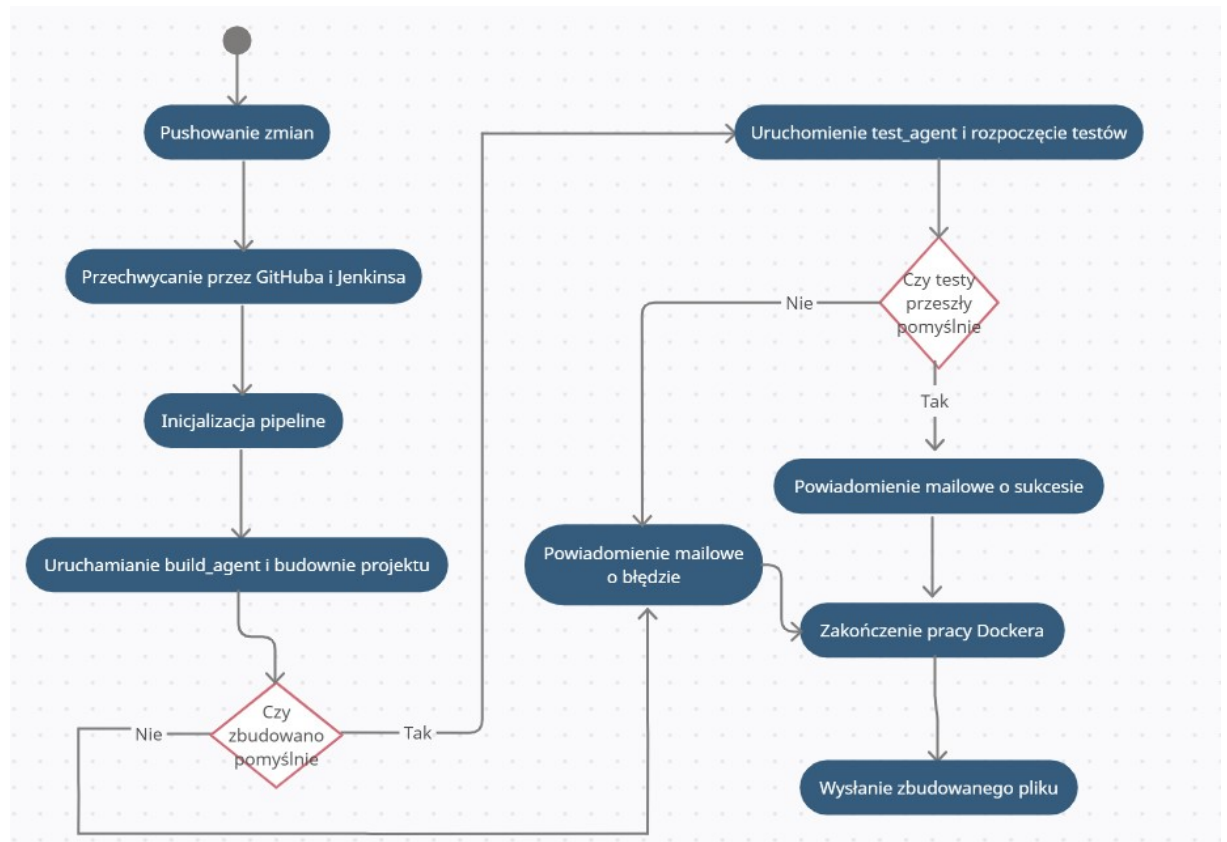 Pushowanie zmian
Przechwycanie przez GitHuba i Jenkinsa
Inicjalizacja pipeline
Uruchamianie build_agent i budownie projektu
Czy
zbudowano
pomyślnie
Nie
Tak
Uruchomienie test_agent i rozpoczęcie testów
Czy testy
przeszły
pomyślnie
Nie
Tak
Powiadomienie mailowe o sukcesie
Powiadomienie mailowe
o błędzie
Zakończenie pracy Dockera
Wysłanie zbudowanego pliku